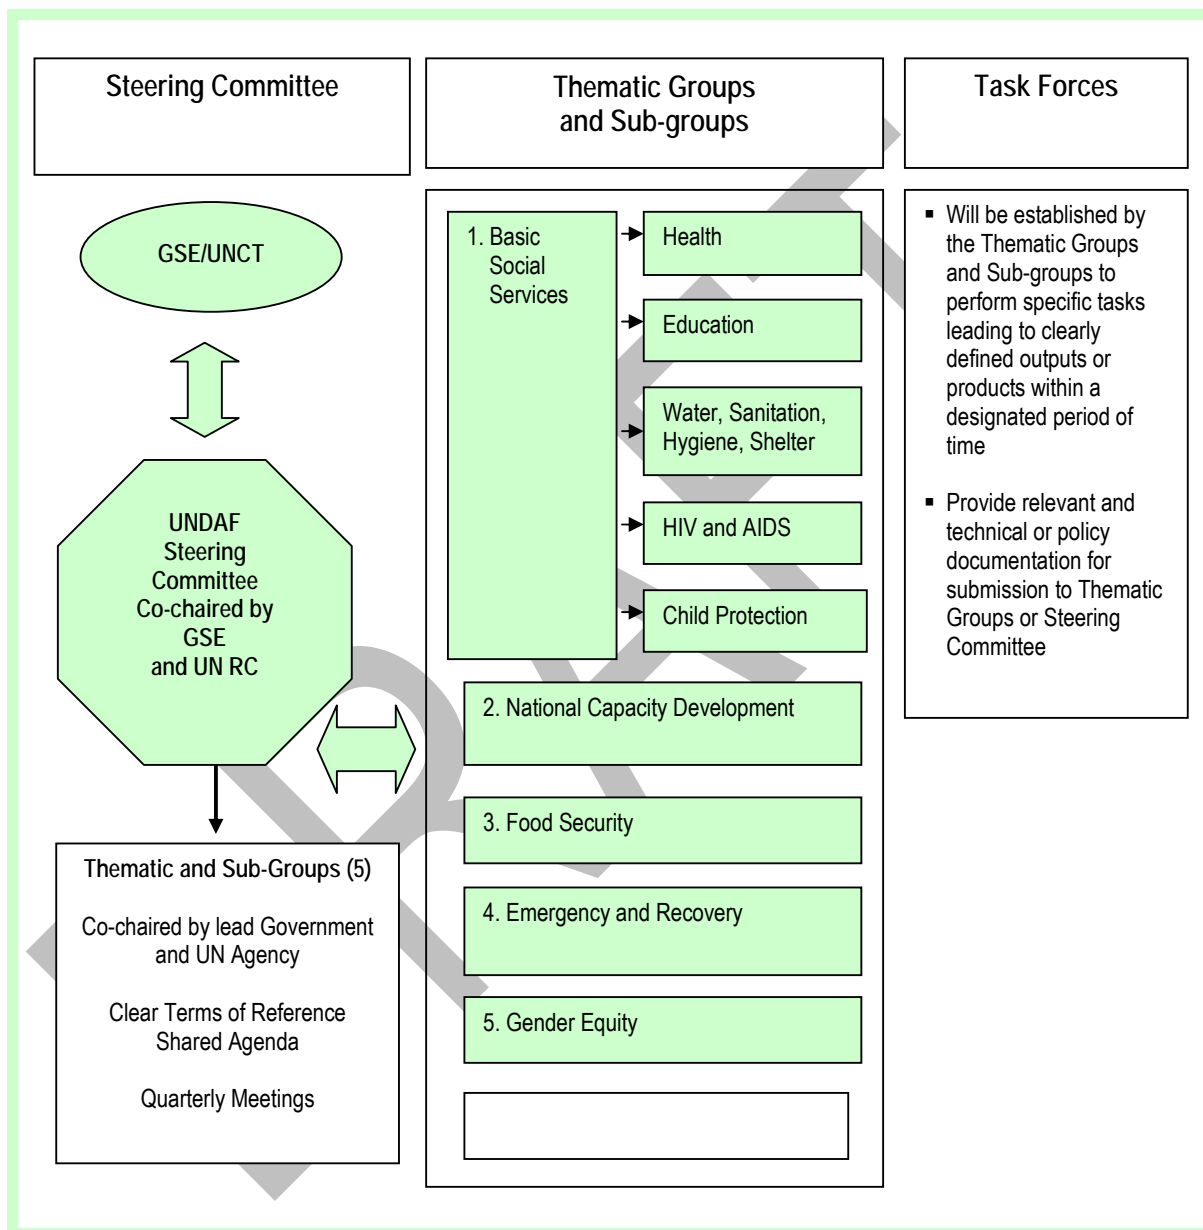 Steering Committee
Thematic Groups
and Sub-groups
Task Forces
GSE/UNCT
UNDAF
Steering
Committee
Co-chaired by
GSE
and UN RC
Thematic and Sub-Groups (5)
Co-chaired by lead Government
and UN Agency
Clear Terms of Reference
Shared Agenda
Quarterly Meetings
1. Basic
Social
Services
Health
Education
Water, Sanitation,
Hygiene, Shelter
HIV and AIDS
Child Protection
2. National Capacity Development
3. Food Security
4. Emergency and Recovery
5. Gender Equity
▪ Will be established by
the Thematic Groups
and Sub-groups to
perform specific tasks
leading to clearly
defined outputs or
products within a
designated period of
time
▪ Provide relevant and
technical or policy
documentation for
submission to Thematic
Groups or Steering
Committee
DRAFT